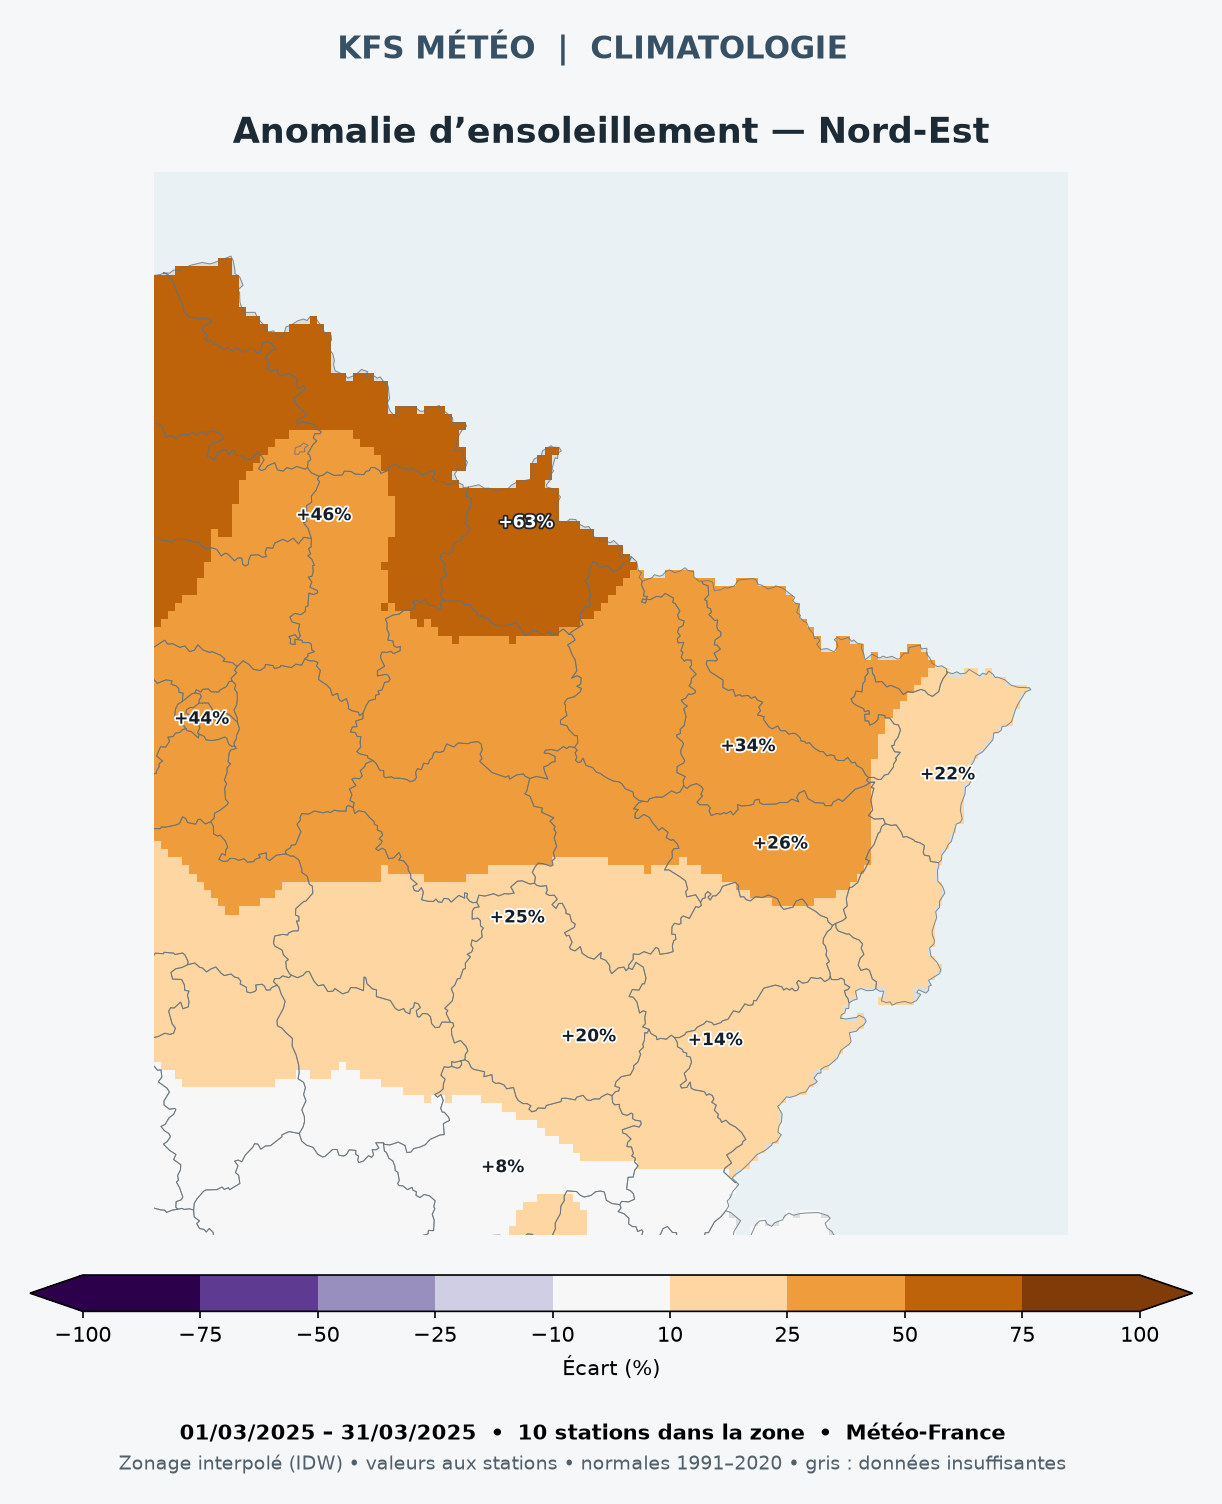 KFS MÉTÉO | CLIMATOLOGIE
Anomalie d’ensoleillement — Nord-Est
+46%
+63%
+44%
+34%
+22%
+26%
+25%
+20%
+14%
+8%
−100 −75 −50 −25 −10 10 25 50 75 100
Écart (%)
01/03/2025 – 31/03/2025 • 10 stations dans la zone • Météo-France
Zonage interpolé (IDW) • valeurs aux stations • normales 1991–2020 • gris : données insuffisantes